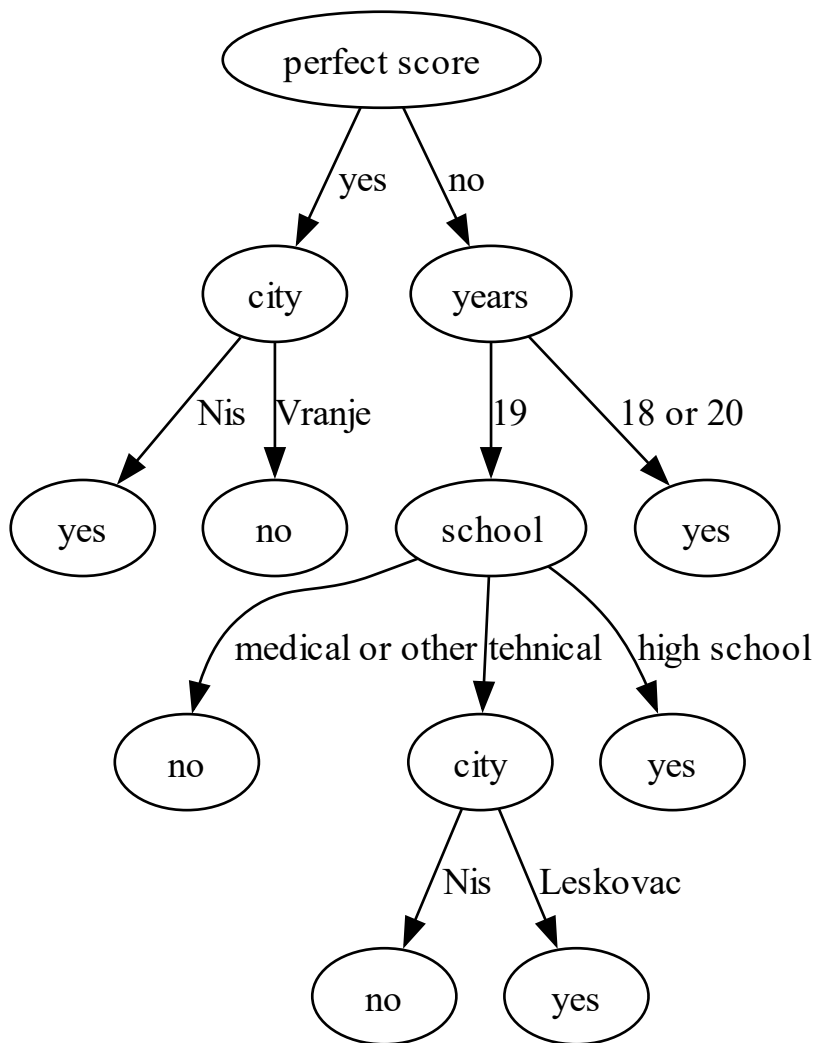 perfect score
yes
no
city
years
Nis
Vranje
19
18 or 20
yes
no
school
yes
medical or other
tehnical
high school
no
city
yes
Nis
Leskovac
no
yes